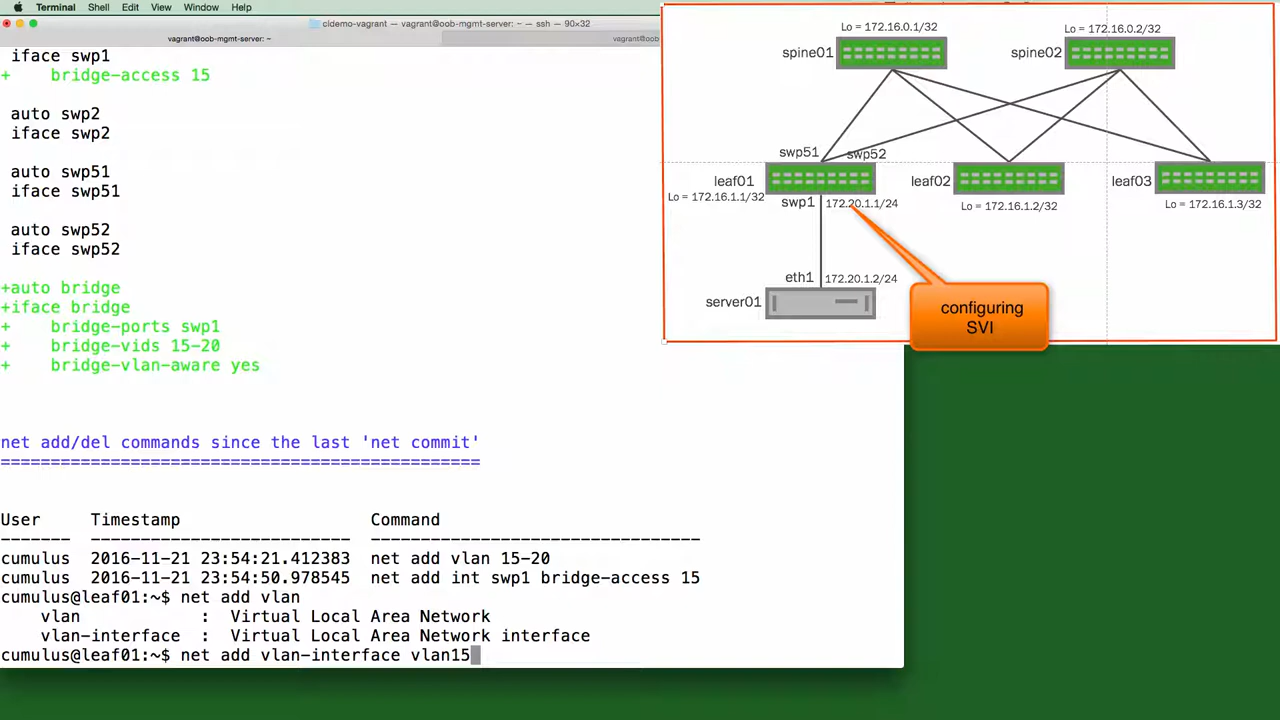 Terminal Shell Edit View Window Help
cldemo-vagrant — vagrant@oob-mgmt-server: ~ — ssh — 90×32
vagrant@oob-mgmt-server: ~
vagrant@oob
iface swp1
+ bridge-access 15
auto swp2
iface swp2
auto swp51
iface swp51
auto swp52
iface swp52
+auto bridge
+iface bridge
+ bridge-ports swp1
+ bridge-vids 15-20
+ bridge-vlan-aware yes
net add/del commands since the last 'net commit'
================================================
User Timestamp Command
------- -------------------------- ---------------------------------
cumulus 2016-11-21 23:54:21.412383 net add vlan 15-20
cumulus 2016-11-21 23:54:50.978545 net add int swp1 bridge-access 15
cumulus@leaf01:~$ net add vlan
vlan : Virtual Local Area Network
vlan-interface : Virtual Local Area Network interface
cumulus@leaf01:~$ net add vlan-interface vlan15
Lo = 172.16.0.1/32
Lo = 172.16.0.2/32
spine01
spine02
swp51
swp52
leaf01
leaf02
leaf03
Lo = 172.16.1.1/32
swp1
172.20.1.1/24
Lo = 172.16.1.2/32
Lo = 172.16.1.3/32
eth1
172.20.1.2/24
server01
configuring
SVI